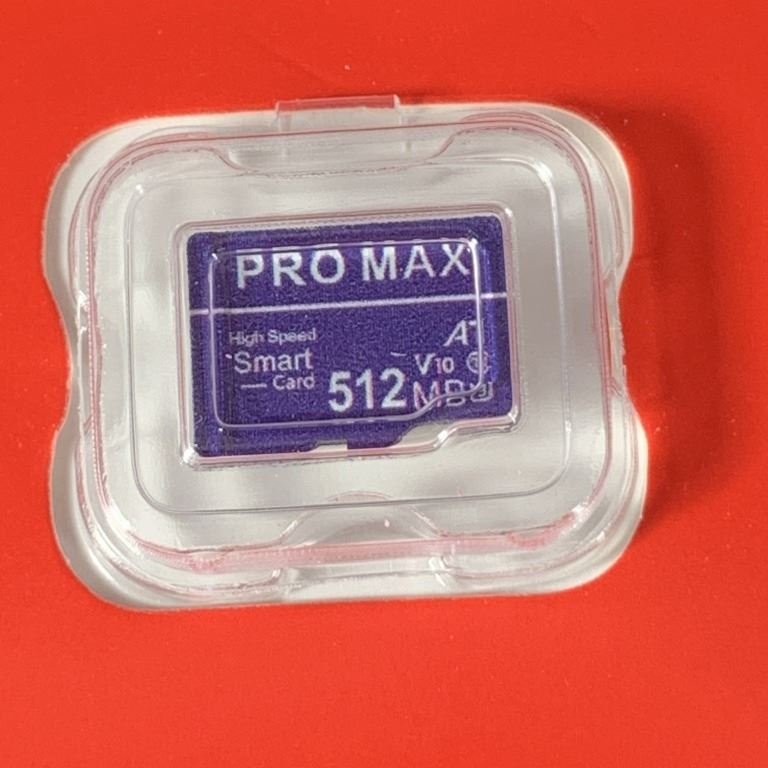 PRO MAX
High Speed
Smart
Card
A1
V10
512 MB